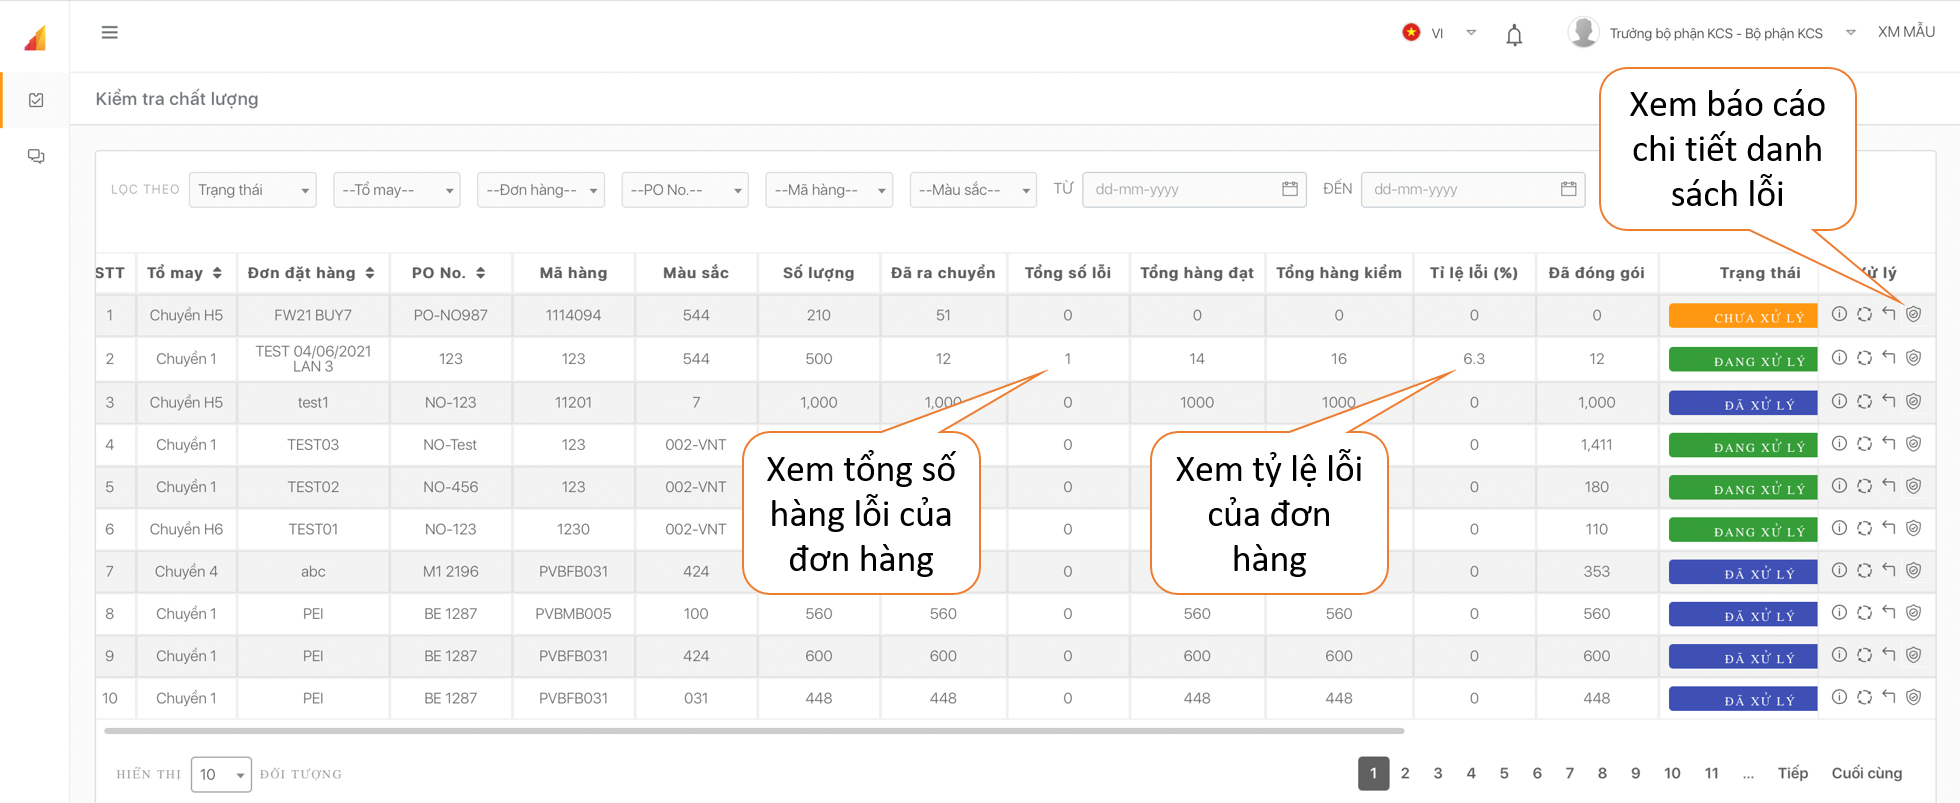 VI
Trưởng bộ phận KCS - Bộ phận KCS
XM MẪU
Kiểm tra chất lượng
Xem báo cáo
chi tiết danh
sách lỗi
LỌC THEO Trạng thái --Tổ may-- --Đơn hàng-- --PO No.-- --Mã hàng-- --Màu sắc-- TỪ dd-mm-yyyy ĐẾN dd-mm-yyyy
STT Tổ may Đơn đặt hàng PO No. Mã hàng Màu sắc Số lượng Đã ra chuyền Tổng số lỗi Tổng hàng đạt Tổng hàng kiểm Tỉ lệ lỗi (%) Đã đóng gói Trạng thái Xử lý
1 Chuyền H5 FW21 BUY7 PO-NO987 1114094 544 210 51 0 0 0 0 0 CHƯA XỬ LÝ
2 Chuyền 1 TEST 04/06/2021 LAN 3 123 123 544 500 12 1 14 16 6.3 12 ĐANG XỬ LÝ
3 Chuyền H5 test1 NO-123 11201 7 1,000 1,000 0 1000 1000 0 1,000 ĐÃ XỬ LÝ
4 Chuyền 1 TEST03 NO-Test 123 002-VNT 0 0 1,411 ĐANG XỬ LÝ
5 Chuyền 1 TEST02 NO-456 123 002-VNT 0 0 180 ĐANG XỬ LÝ
6 Chuyền H6 TEST01 NO-123 1230 002-VNT 0 0 110 ĐANG XỬ LÝ
7 Chuyền 4 abc M1 2196 PVBFB031 424 0 0 353 ĐÃ XỬ LÝ
8 Chuyền 1 PEI BE 1287 PVBMB005 100 560 560 0 560 560 0 560 ĐÃ XỬ LÝ
9 Chuyền 1 PEI BE 1287 PVBFB031 424 600 600 0 600 600 0 600 ĐÃ XỬ LÝ
10 Chuyền 1 PEI BE 1287 PVBFB031 031 448 448 0 448 448 0 448 ĐÃ XỬ LÝ
Xem tổng số
hàng lỗi của
đơn hàng
Xem tỷ lệ lỗi
của đơn
hàng
HIỂN THỊ 10 ĐỐI TƯỢNG
1 2 3 4 5 6 7 8 9 10 11 ... Tiếp Cuối cùng